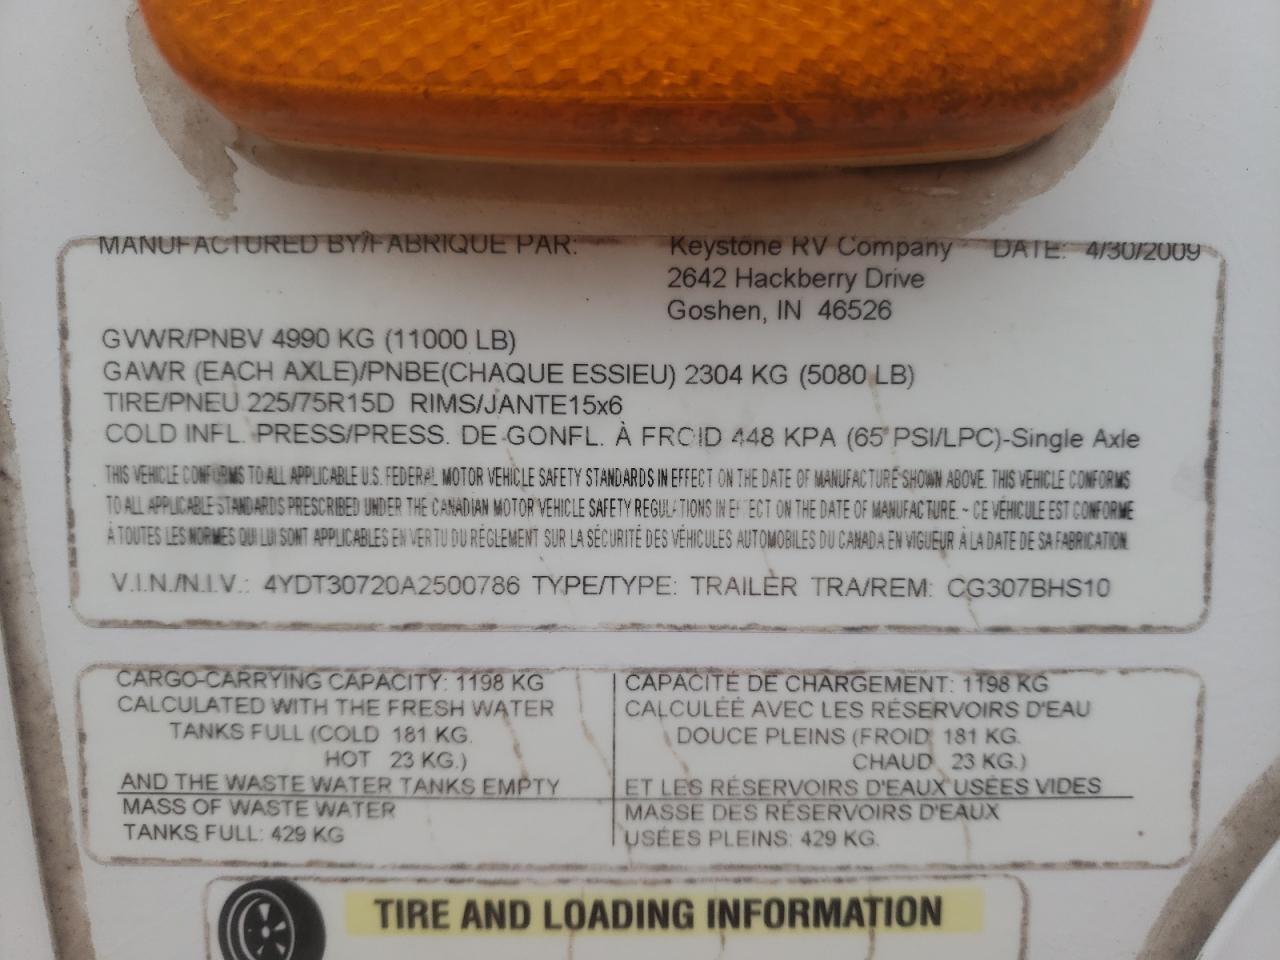 MANUFACTURED BY/FABRIQUE PAR: Keystone RV Company DATE: 4/30/2009
2642 Hackberry Drive
Goshen, IN 46526
GVWR/PNBV 4990 KG (11000 LB)
GAWR (EACH AXLE)/PNBE(CHAQUE ESSIEU) 2304 KG (5080 LB)
TIRE/PNEU 225/75R15D RIMS/JANTE15x6
COLD INFL. PRESS/PRESS. DE GONFL. À FROID 448 KPA (65 PSI/LPC)-Single Axle
THIS VEHICLE CONFORMS TO ALL APPLICABLE U.S. FEDERAL MOTOR VEHICLE SAFETY STANDARDS IN EFFECT ON THE DATE OF MANUFACTURE SHOWN ABOVE. THIS VEHICLE CONFORMS
TO ALL APPLICABLE STANDARDS PRESCRIBED UNDER THE CANADIAN MOTOR VEHICLE SAFETY REGULATIONS IN EFFECT ON THE DATE OF MANUFACTURE. - CE VÉHICULE EST CONFORME
À TOUTES LES NORMES QUI LUI SONT APPLICABLES EN VERTU DU RÉGLEMENT SUR LA SÉCURITÉ DES VÉHICULES AUTOMOBILES DU CANADA EN VIGUEUR À LA DATE DE SA FABRICATION.
V.I.N./N.I.V.: 4YDT30720A2500786 TYPE/TYPE: TRAILER TRA/REM: CG307BHS10
CARGO-CARRYING CAPACITY: 1198 KG
CALCULATED WITH THE FRESH WATER
TANKS FULL (COLD 181 KG.
HOT 23 KG.)
AND THE WASTE WATER TANKS EMPTY
MASS OF WASTE WATER
TANKS FULL: 429 KG
CAPACITÉ DE CHARGEMENT: 1198 KG
CALCULÉÉ AVEC LES RÉSERVOIRS D'EAU
DOUCE PLEINS (FROID 181 KG.
CHAUD 23 KG.)
ET LES RÉSERVOIRS D'EAUX USÉES VIDES
MASSE DES RÉSERVOIRS D'EAUX
USÉES PLEINS: 429 KG.
TIRE AND LOADING INFORMATION